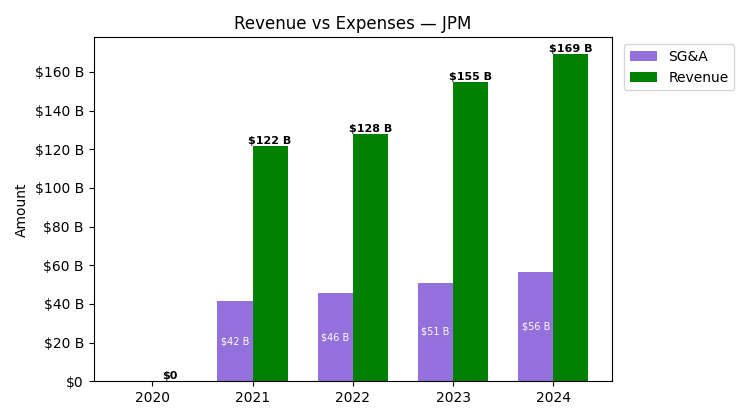 Revenue vs Expenses — JPM
SG&A
Revenue
Amount
$160 B
$140 B
$120 B
$100 B
$80 B
$60 B
$40 B
$20 B
$0
$0
$42 B
$122 B
$46 B
$128 B
$51 B
$155 B
$56 B
$169 B
2020
2021
2022
2023
2024